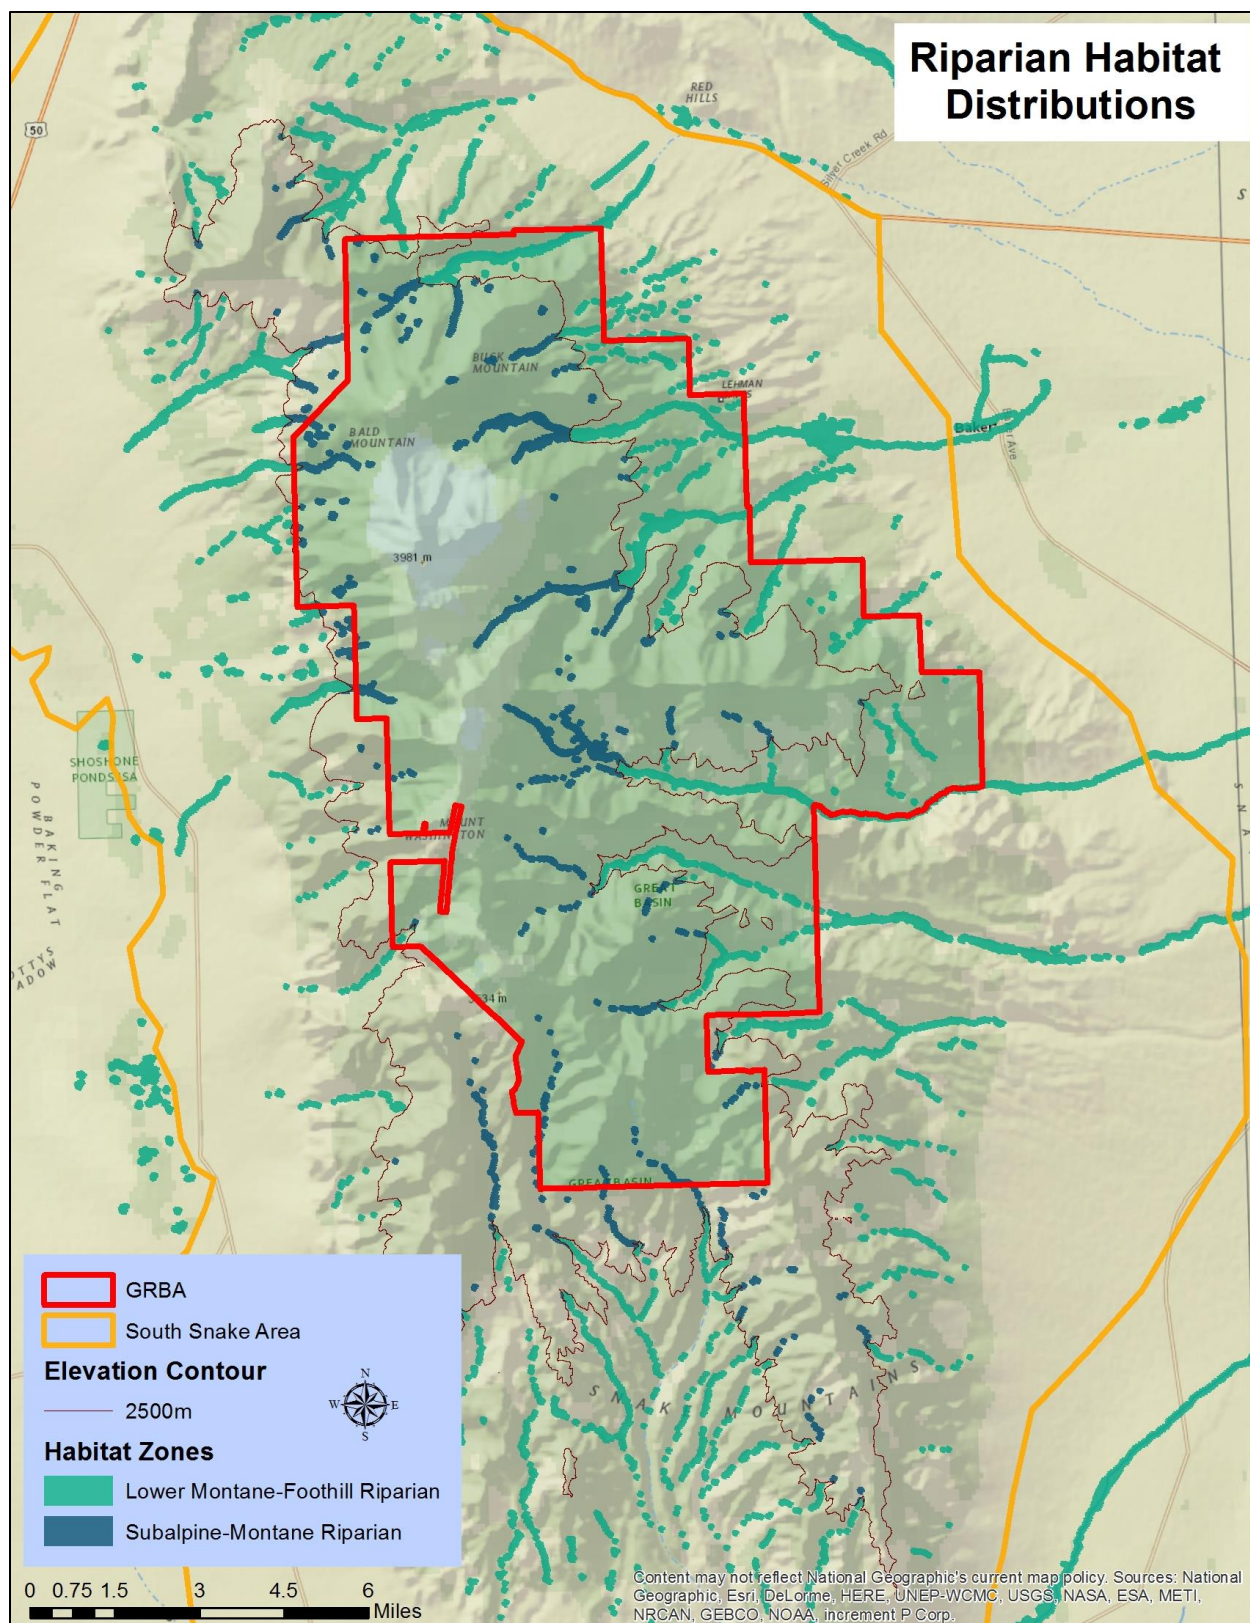 Riparian Habitat
Distributions
RED
HILLS
50
Silver Creek Rd
S
BUCK
MOUNTAIN
LEHMAN
BALD
MOUNTAIN
Baker
3981 m
SHOSHONE
PONDS
BAKING
POWDER FLAT
MOUNT
WASHINGTON
GREAT
BASIN
GREAT BASIN
SNAKE MOUNTAINS
GRBA
South Snake Area
Elevation Contour
2500m
N
W E
S
Habitat Zones
Lower Montane-Foothill Riparian
Subalpine-Montane Riparian
0 0.75 1.5 3 4.5 6
Miles
Content may not reflect National Geographic's current map policy. Sources: National
Geographic, Esri, DeLorme, HERE, UNEP-WCMC, USGS, NASA, ESA, METI,
NRCAN, GEBCO, NOAA, increment P Corp.